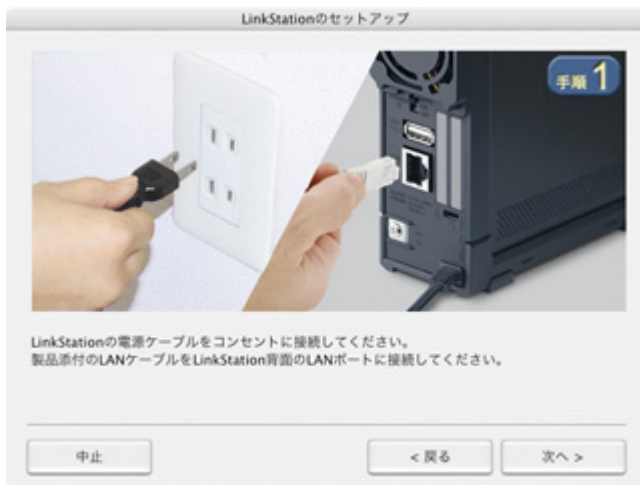 LinkStationのセットアップ
手順 1
LinkStationの電源ケーブルをコンセントに接続してください。
製品添付のLANケーブルをLinkStation背面のLANポートに接続してください。
中止
< 戻る
次へ >